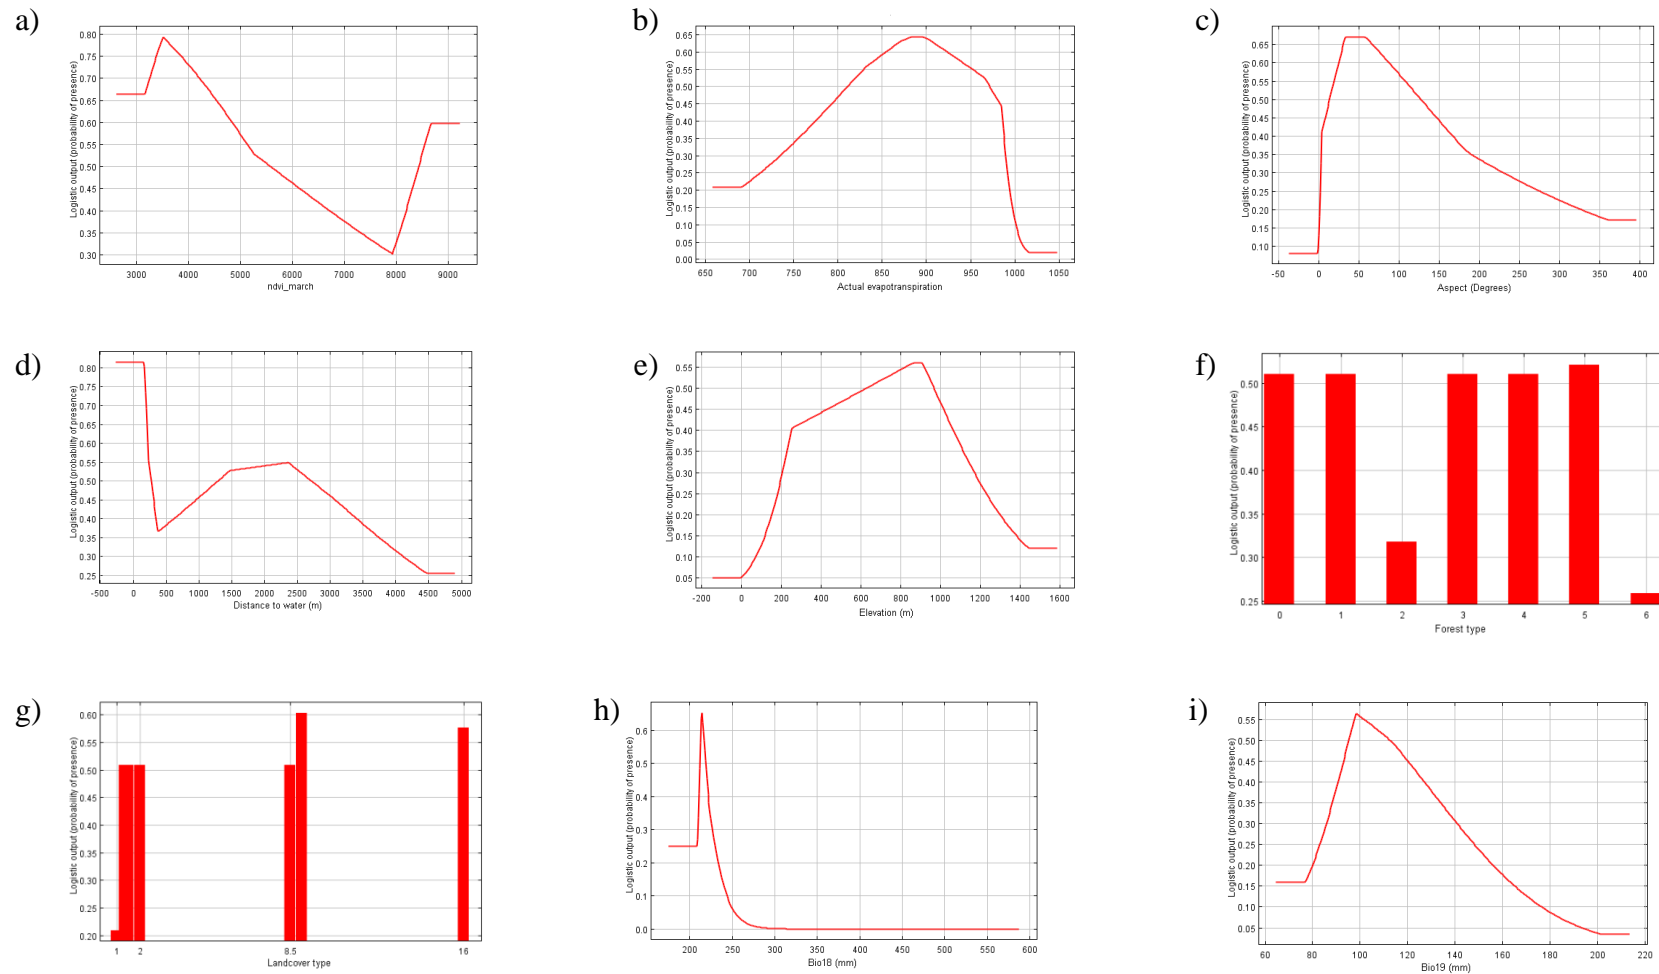 a)
Logistic output (probability of presence)
0.80
0.75
0.70
0.65
0.60
0.55
0.50
0.45
0.40
0.35
0.30
3000 4000 5000 6000 7000 8000 9000
ndvi_march
b)
Logistic output (probability of presence)
0.65
0.60
0.55
0.50
0.45
0.40
0.35
0.30
0.25
0.20
0.15
0.10
0.05
0.00
650 700 750 800 850 900 950 1000 1050
Actual evapotranspiration
c)
Logistic output (probability of presence)
0.65
0.60
0.55
0.50
0.45
0.40
0.35
0.30
0.25
0.20
0.15
0.10
-50 0 50 100 150 200 250 300 350 400
Aspect (Degrees)
d)
Logistic output (probability of presence)
0.80
0.75
0.70
0.65
0.60
0.55
0.50
0.45
0.40
0.35
0.30
0.25
-500 0 500 1000 1500 2000 2500 3000 3500 4000 4500 5000
Distance to water (m)
e)
Logistic output (probability of presence)
0.55
0.50
0.45
0.40
0.35
0.30
0.25
0.20
0.15
0.10
0.05
-200 0 200 400 600 800 1000 1200 1400 1600
Elevation (m)
f)
Logistic output (probability of presence)
0.50
0.45
0.40
0.35
0.30
0.25
0 1 2 3 4 5 6
Forest type
g)
Logistic output (probability of presence)
0.60
0.55
0.50
0.45
0.40
0.35
0.30
0.25
0.20
1 2 8.5 16
Landcover type
h)
Logistic output (probability of presence)
0.6
0.5
0.4
0.3
0.2
0.1
0.0
200 250 300 350 400 450 500 550 600
Bio18 (mm)
i)
Logistic output (probability of presence)
0.55
0.50
0.45
0.40
0.35
0.30
0.25
0.20
0.15
0.10
0.05
60 80 100 120 140 160 180 200 220
Bio19 (mm)